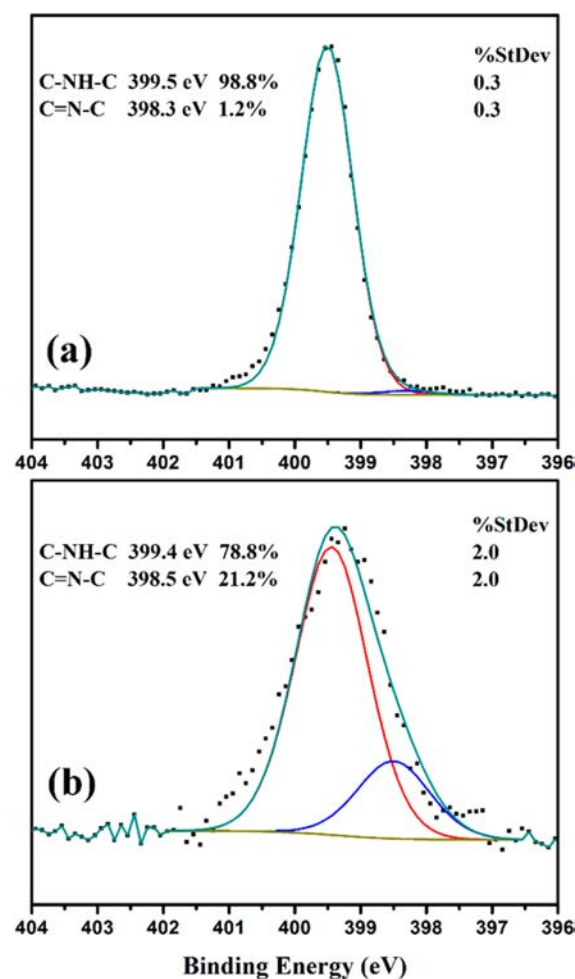 %StDev
C-NH-C 399.5 eV 98.8% 0.3
C=N-C 398.3 eV 1.2% 0.3
(a)
404 403 402 401 400 399 398 397 396
%StDev
C-NH-C 399.4 eV 78.8% 2.0
C=N-C 398.5 eV 21.2% 2.0
(b)
404 403 402 401 400 399 398 397 396
Binding Energy (eV)